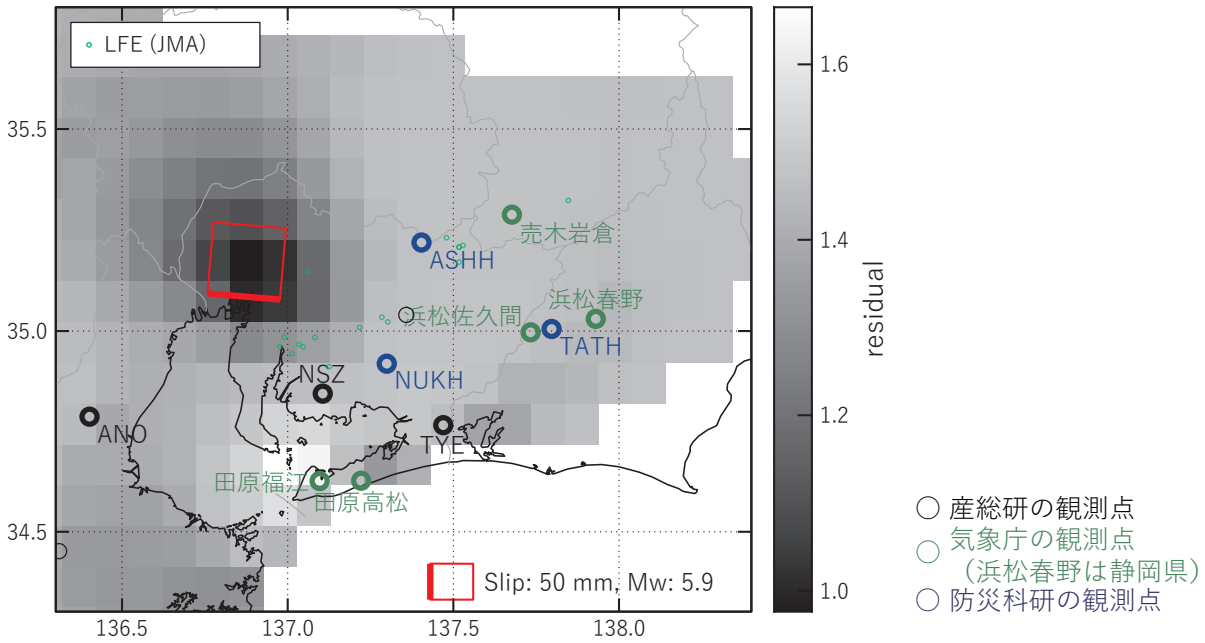 LFE (JMA)
35.5
35.0
34.5
136.5
137.0
137.5
138.0
売木岩倉
ASHH
浜松春野
浜松佐久間
TATH
NUKH
NSZ
ANO
TYE
田原福江
田原高松
Slip: 50 mm, Mw: 5.9
1.6
1.4
1.2
1.0
residual
産総研の観測点
気象庁の観測点
（浜松春野は静岡県）
防災科研の観測点